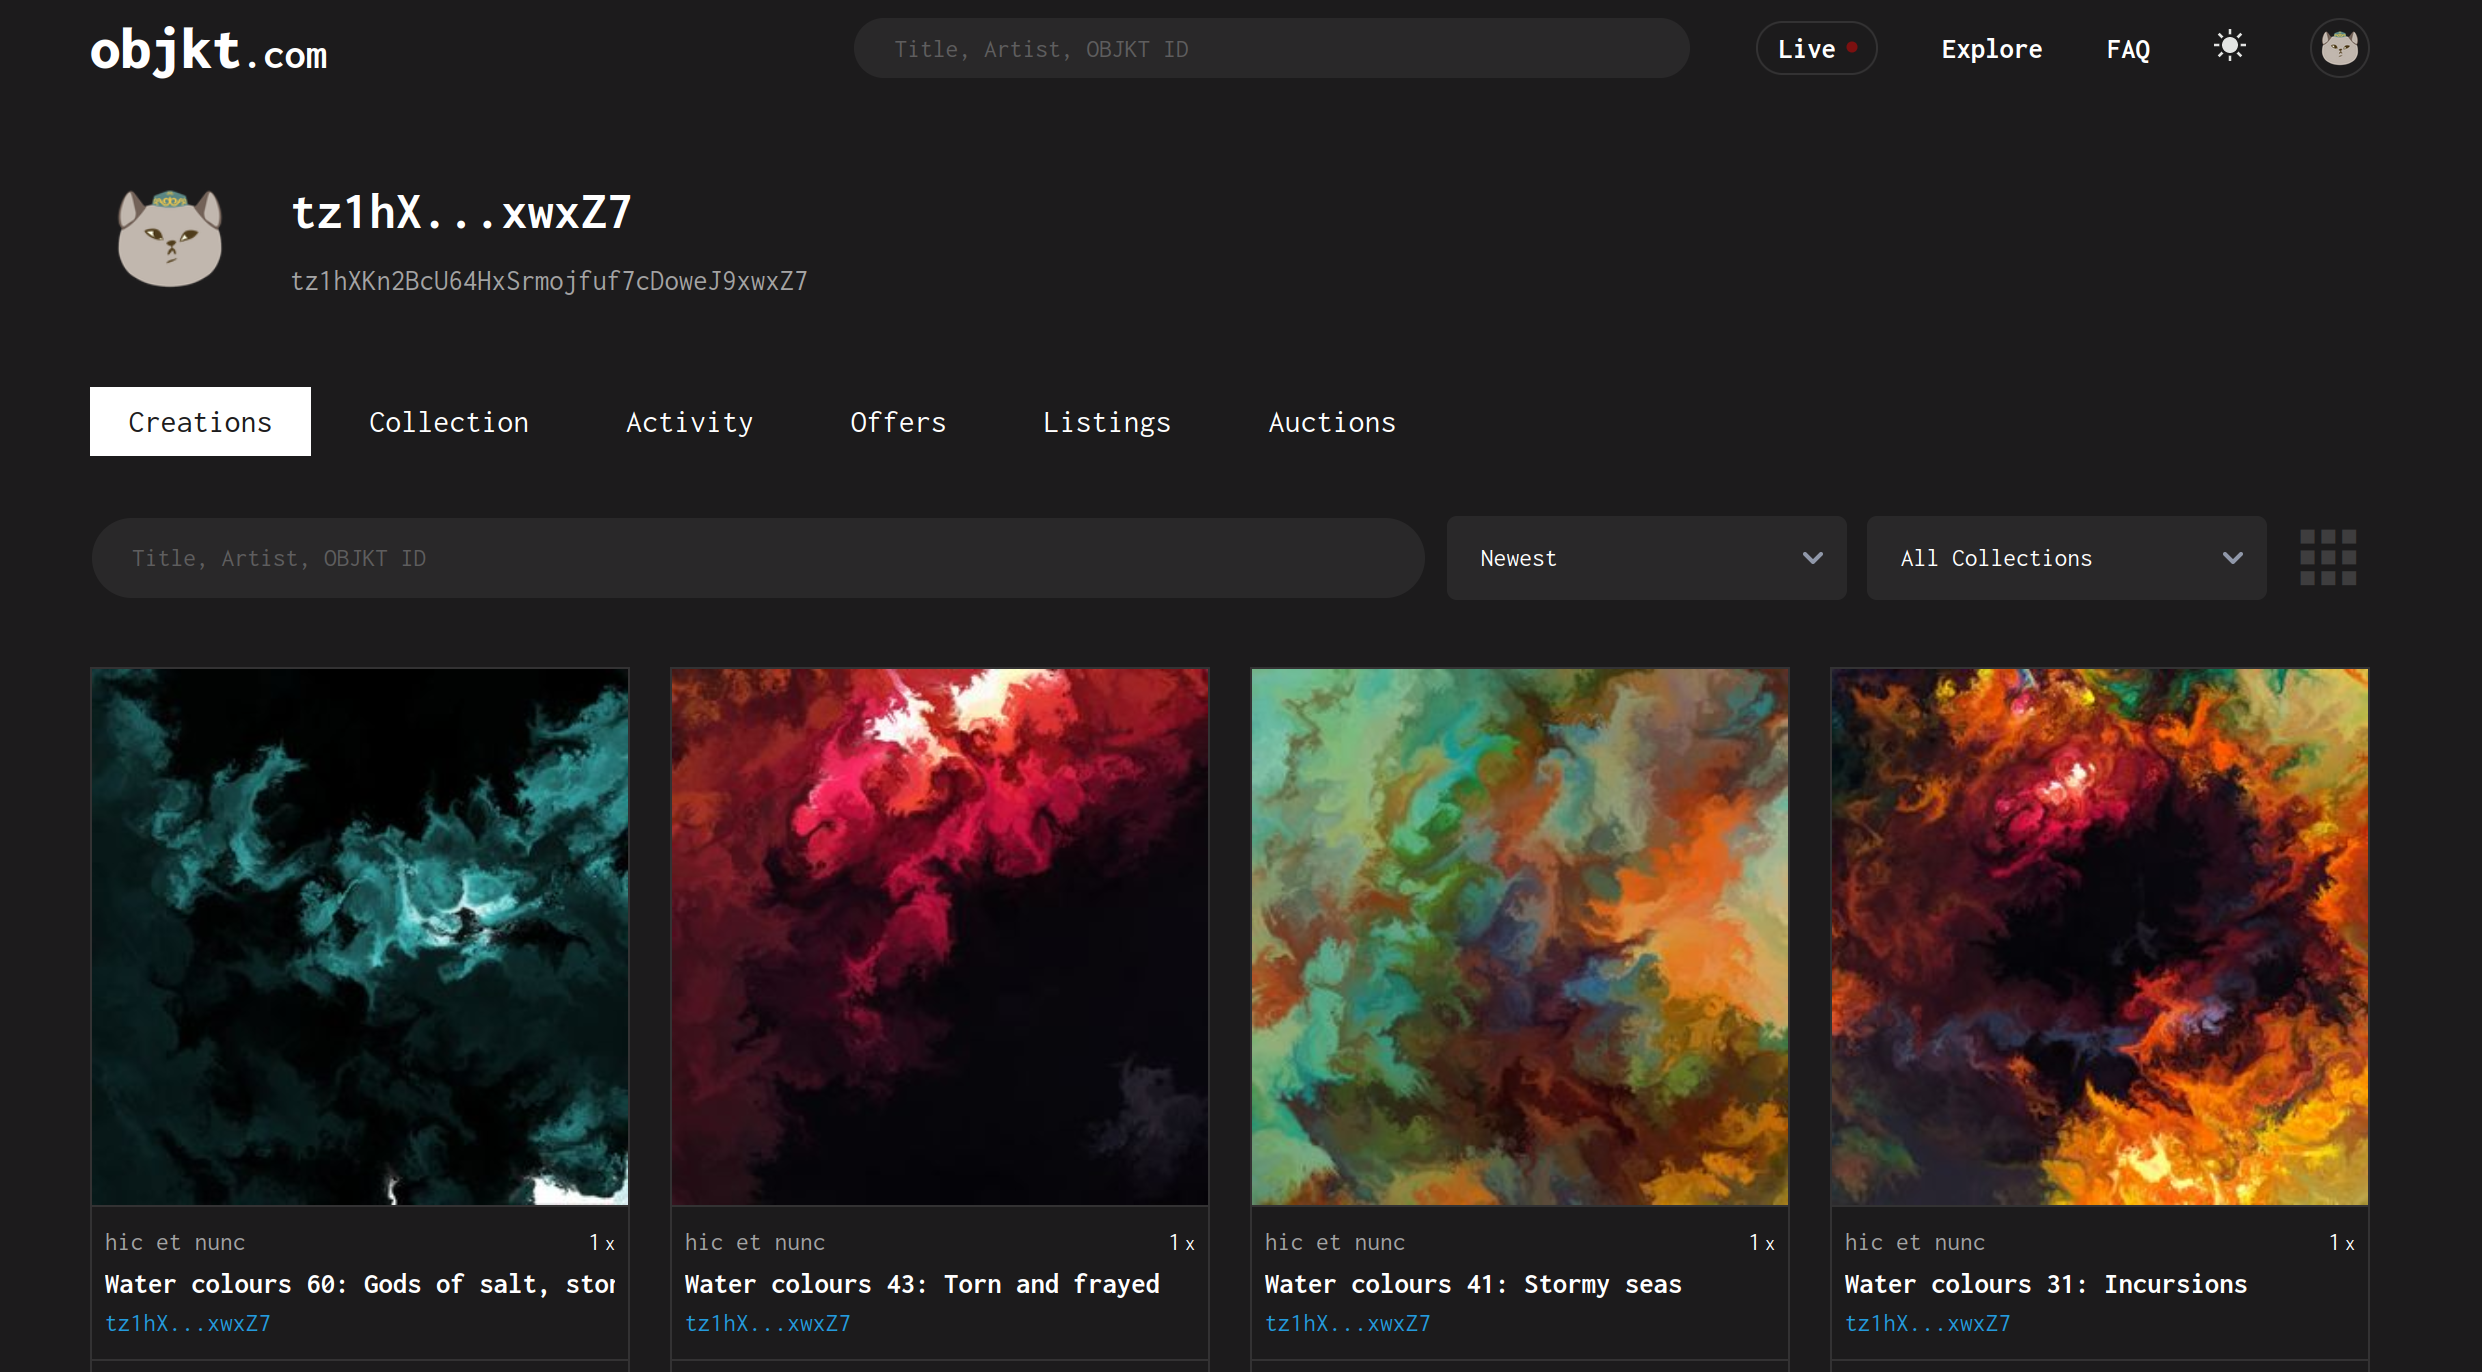 objkt.com
Title, Artist, OBJKT ID
Live
Explore
FAQ
tz1hX...xwxZ7
tz1hXKn2BcU64HxSrmojfuf7cDoweJ9xwxZ7
Creations
Collection
Activity
Offers
Listings
Auctions
Title, Artist, OBJKT ID
Newest
All Collections
hic et nunc 1 x
Water colours 60: Gods of salt, stor
tz1hX...xwxZ7
hic et nunc 1 x
Water colours 43: Torn and frayed
tz1hX...xwxZ7
hic et nunc 1 x
Water colours 41: Stormy seas
tz1hX...xwxZ7
hic et nunc 1 x
Water colours 31: Incursions
tz1hX...xwxZ7